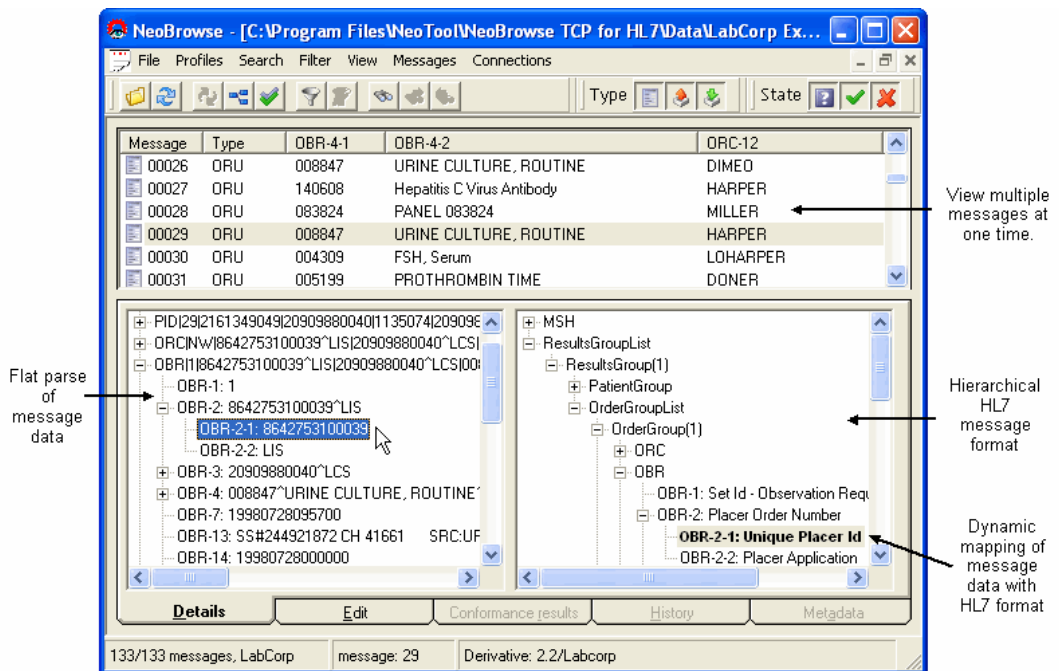 NeoBrowse - [C:\Program Files\NeoTool\NeoBrowse TCP for HL7\Data\LabCorp Ex...
File Profiles Search Filter View Messages Connections
Type State
Message Type OBR-4-1 OBR-4-2 ORC-12
00026 ORU 008847 URINE CULTURE, ROUTINE DIMEO
00027 ORU 140608 Hepatitis C Virus Antibody HARPER
00028 ORU 083824 PANEL 083824 MILLER
00029 ORU 008847 URINE CULTURE, ROUTINE HARPER
00030 ORU 004309 FSH, Serum LOHARPER
00031 ORU 005199 PROTHROMBIN TIME DONER
View multiple
messages at
one time.
Flat parse
of
message
data
PID|29|2161349049|20909880040|1135074|209098
ORC|NW|8642753100039^LIS|20909880040^LCS|
OBR|1|8642753100039^LIS|20909880040^LCS|008
OBR-1: 1
OBR-2: 8642753100039^LIS
OBR-2-1: 8642753100039
OBR-2-2: LIS
OBR-3: 20909880040^LCS
OBR-4: 008847^URINE CULTURE, ROUTINE^
OBR-7: 19980728095700
OBR-13: SS#244921872 CH 41661 SRC:UF
OBR-14: 19980728000000
MSH
ResultsGroupList
ResultsGroup(1)
PatientGroup
OrderGroupList
OrderGroup(1)
ORC
OBR
OBR-1: Set Id - Observation Requ
OBR-2: Placer Order Number
OBR-2-1: Unique Placer Id
OBR-2-2: Placer Application
Hierarchical
HL7
message
format
Dynamic
mapping of
message
data with
HL7 format
Details Edit Conformance results History Metadata
133/133 messages, LabCorp message: 29 Derivative: 2.2/Labcorp